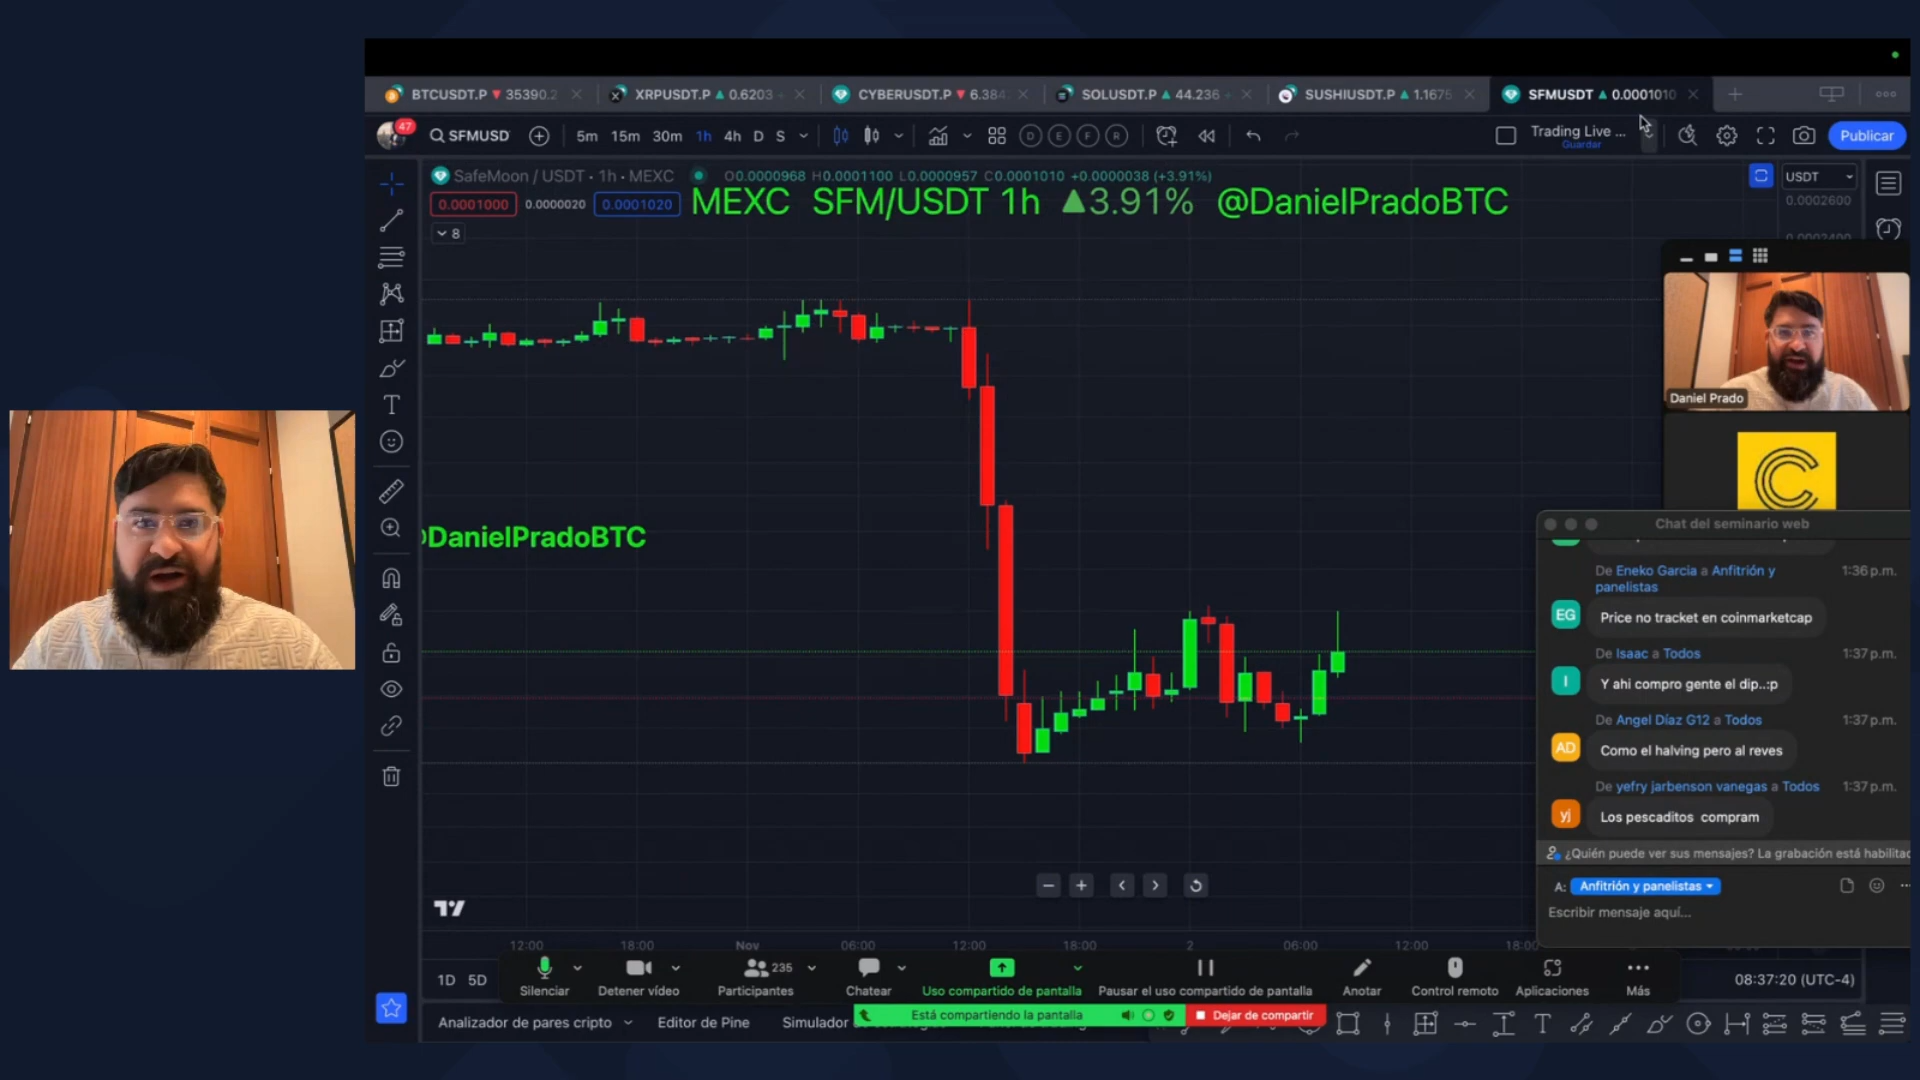 BTCUSDT.P ▼ 35390.2
XRPUSDT.P ▲ 0.6203
CYBERUSDT.P ▼ 6.384
SOLUSDT.P ▲ 44.236
SUSHIUSDT.P ▲ 1.1675
SFMUSDT ▲ 0.0001010
47
SFMUSD
5m 15m 30m 1h 4h D S
D E F R
Trading Live ...
Guardar
Publicar
SafeMoon / USDT · 1h · MEXC
O0.0000968 H0.0001100 L0.0000957 C0.0001010 +0.0000038 (+3.91%)
0.0001000 0.0000020 0.0001020
MEXC SFM/USDT 1h ▲3.91% @DanielPradoBTC
8
USDT
0.0002600
Daniel Prado
DanielPradoBTC
Chat del seminario web
De Eneko Garcia a Anfitrión y
panelistas
1:36 p.m.
EG
Price no tracket en coinmarketcap
De Isaac a Todos
1:37 p.m.
I
Y ahi compro gente el dip..:p
De Angel Díaz G12 a Todos
1:37 p.m.
AD
Como el halving pero al reves
De yefry jarbenson vanegas a Todos
1:37 p.m.
yj
Los pescaditos compram
¿Quién puede ver sus mensajes? La grabación está
A: Anfitrión y panelistas
Escribir mensaje aquí...
12:00 18:00 Nov 06:00 12:00 18:00 2 06:00 12:00 18:00
1D 5D
Silenciar
Detener vídeo
235
Participantes
Chatear
Uso compartido de pantalla
Pausar el uso compartido de pantalla
Anotar
Control remoto
Aplicaciones
Más
08:37:20 (UTC-4)
Analizador de pares cripto
Editor de Pine
Simulador
Está compartiendo la pantalla
Dejar de compartir